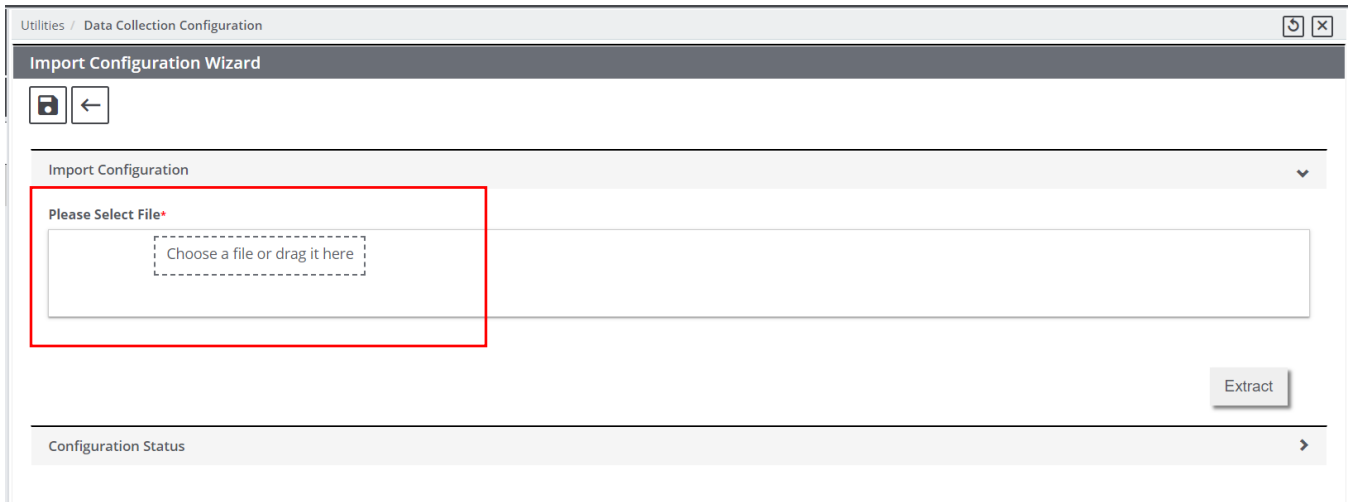 Utilities / Data Collection Configuration
Import Configuration Wizard
Import Configuration
Please Select File*
Choose a file or drag it here
Extract
Configuration Status